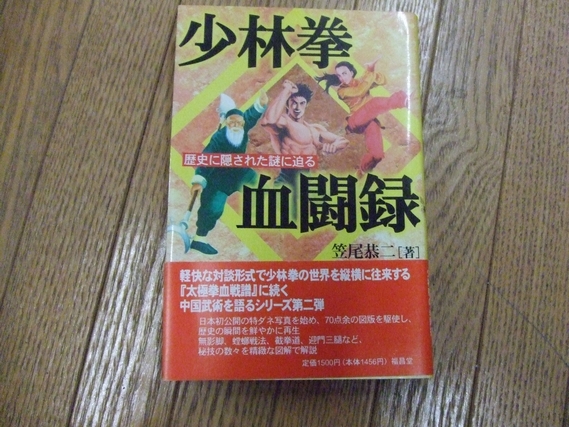 少林拳
歴史に隠された謎に迫る
血闘録
笠尾恭二[著]
軽快な対談形式で少林拳の世界を縦横に往来する
『太極拳血戦譜』に続く
中国武術を語るシリーズ第二弾
日本初公開の特ダネ写真を始め、70点余の図版を駆使し、
歴史の瞬間を鮮やかに再生
無影脚、螳螂戦法、截拳道、迎門三腿など、
秘技の数々を精緻な図解で解説
定価1500円(本体1456円) 福昌堂